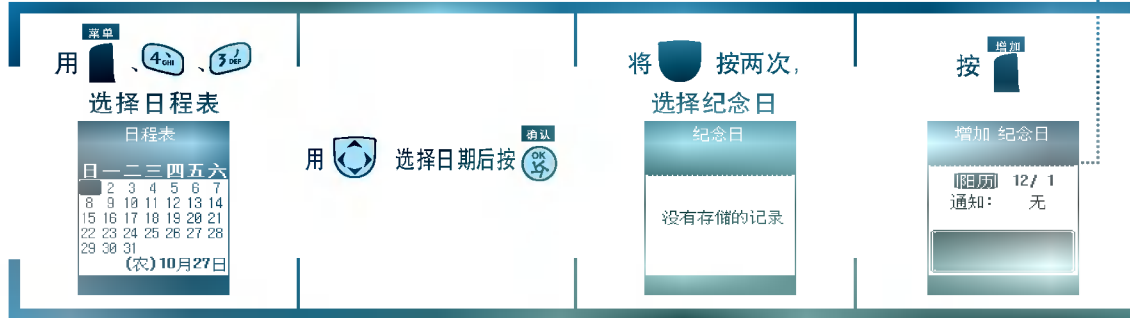 菜单
用 、4 GHI 、3 DEF
选择日程表
日程表
日一二三四五六
2 3 4 5 6 7
8 9 10 11 12 13 14
15 16 17 18 19 20 21
22 23 24 25 26 27 28
29 30 31
(农)10月27日
确认
用 选择日期后按 OK
将 按两次,
选择纪念日
纪念日
没有存储的记录
增加
按
增加 纪念日
阳历 12/ 1
通知: 无